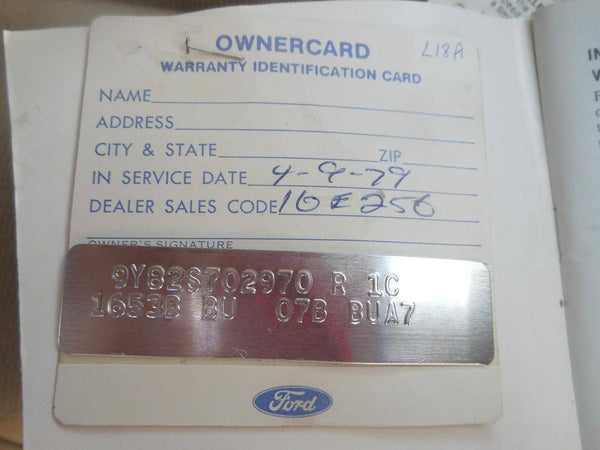 OWNERCARD L18A
WARRANTY IDENTIFICATION CARD
NAME
ADDRESS
CITY & STATE ZIP
IN SERVICE DATE 4-9-79
DEALER SALES CODE 16E256
OWNER'S SIGNATURE
9Y82S702970 R 1C
1653B BU 07B BUA7
Ford
IN
W